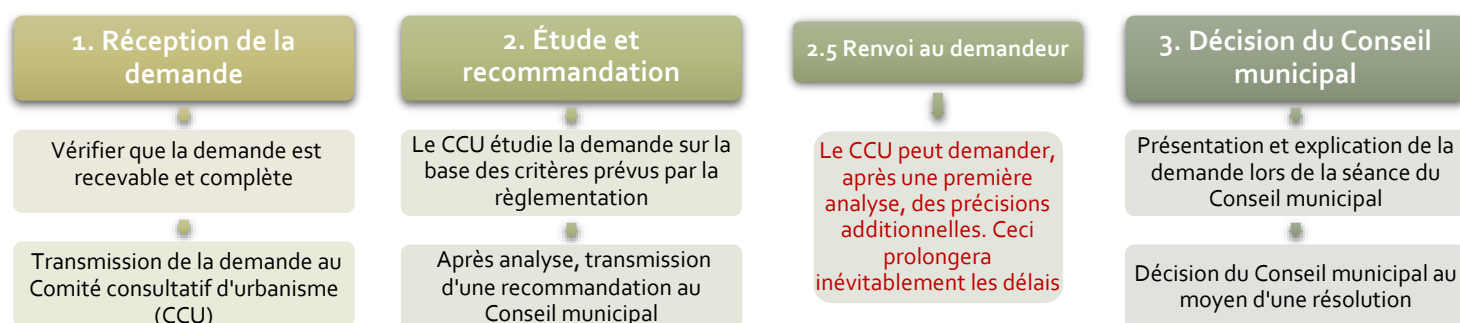 1. Réception de la
demande
Vérifier que la demande est
recevable et complète
Transmission de la demande au
Comité consultatif d'urbanisme
(CCU)
2. Étude et
recommandation
Le CCU étudie la demande sur la
base des critères prévus par la
règlementation
Après analyse, transmission
d'une recommandation au
Conseil municipal
2.5 Renvoi au demandeur
Le CCU peut demander,
après une première
analyse, des précisions
additionnelles. Ceci
prolongera
inévitablement les délais
3. Décision du Conseil
municipal
Présentation et explication de la
demande lors de la séance du
Conseil municipal
Décision du Conseil municipal au
moyen d'une résolution